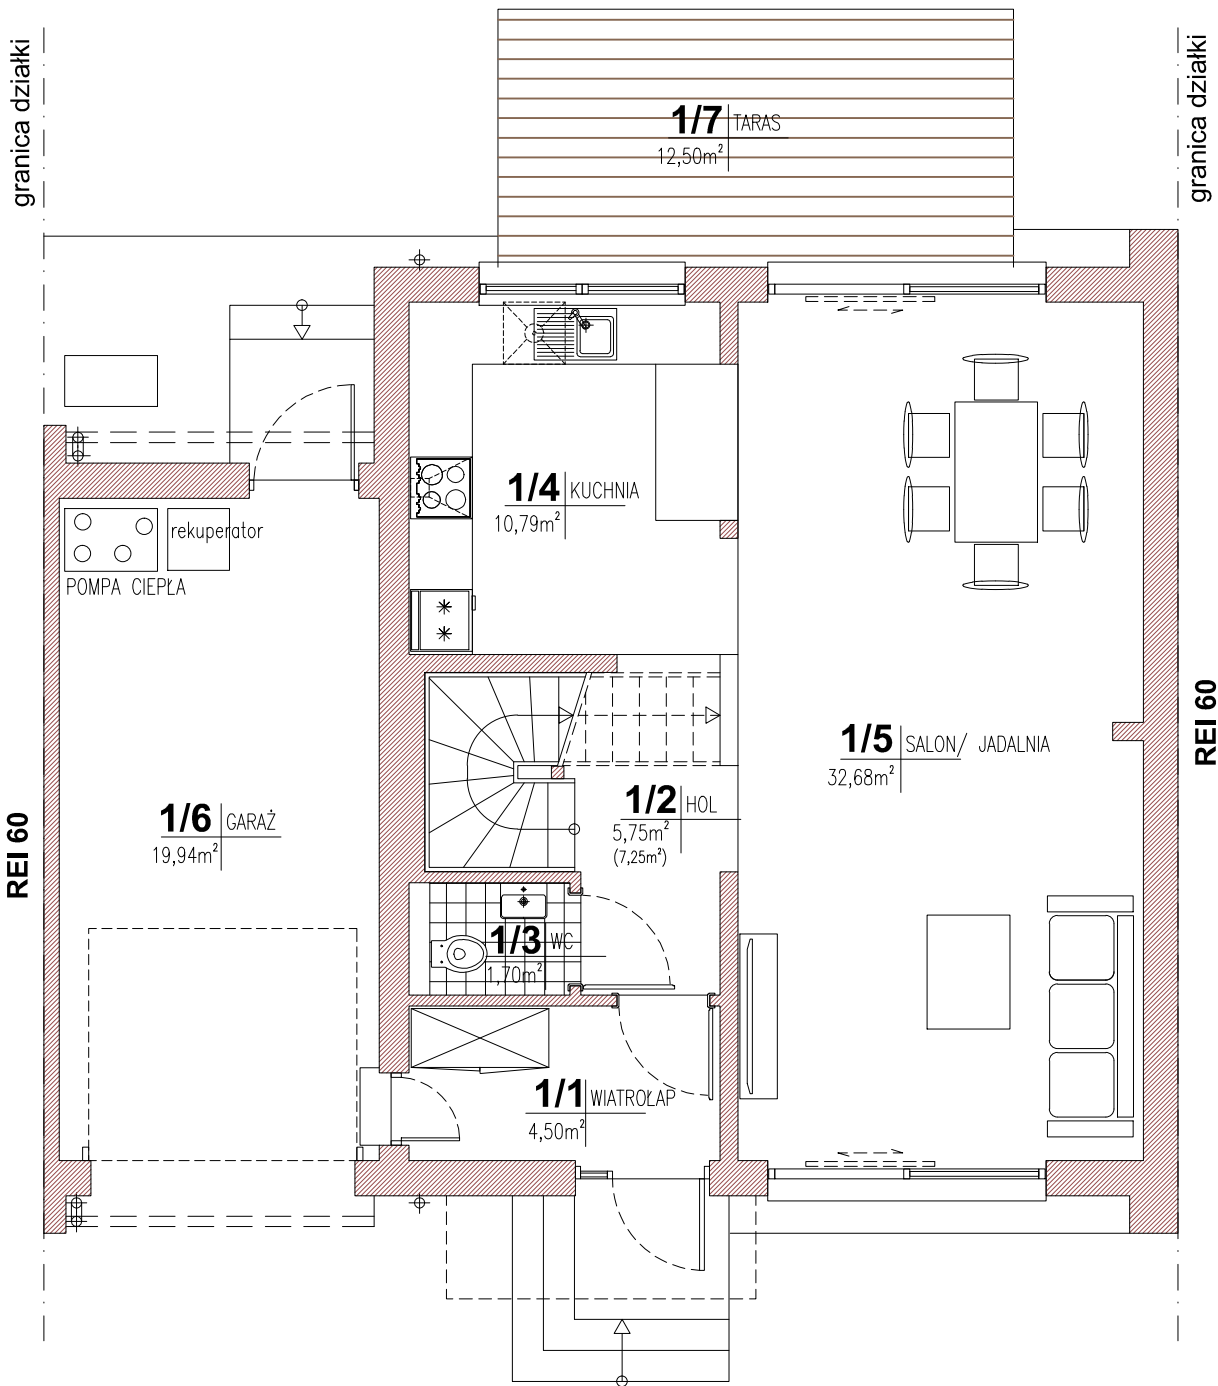 granica działki
granica działki
1/7 TARAS
12,50m²
1/4 KUCHNIA
10,79m²
rekuperator
POMPA CIEPŁA
1/5 SALON/ JADALNIA
32,68m²
REI 60
1/2 HOL
5,75m²
(7,25m²)
1/6 GARAŻ
19,94m²
REI 60
1/3 WC
1,70m²
1/1 WIATROŁAP
4,50m²